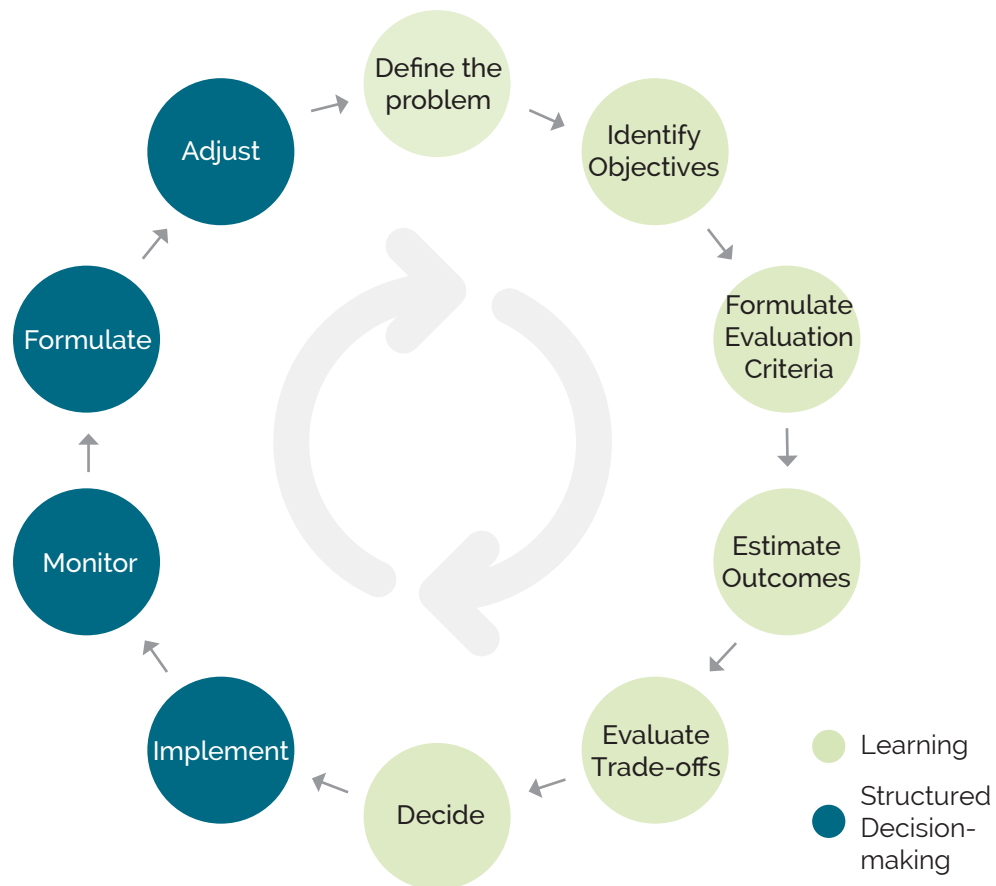 Define the
problem
Identify
Objectives
Formulate
Evaluation
Criteria
Estimate
Outcomes
Evaluate
Trade-offs
Decide
Implement
Monitor
Formulate
Adjust
Learning
Structured
Decision-
making